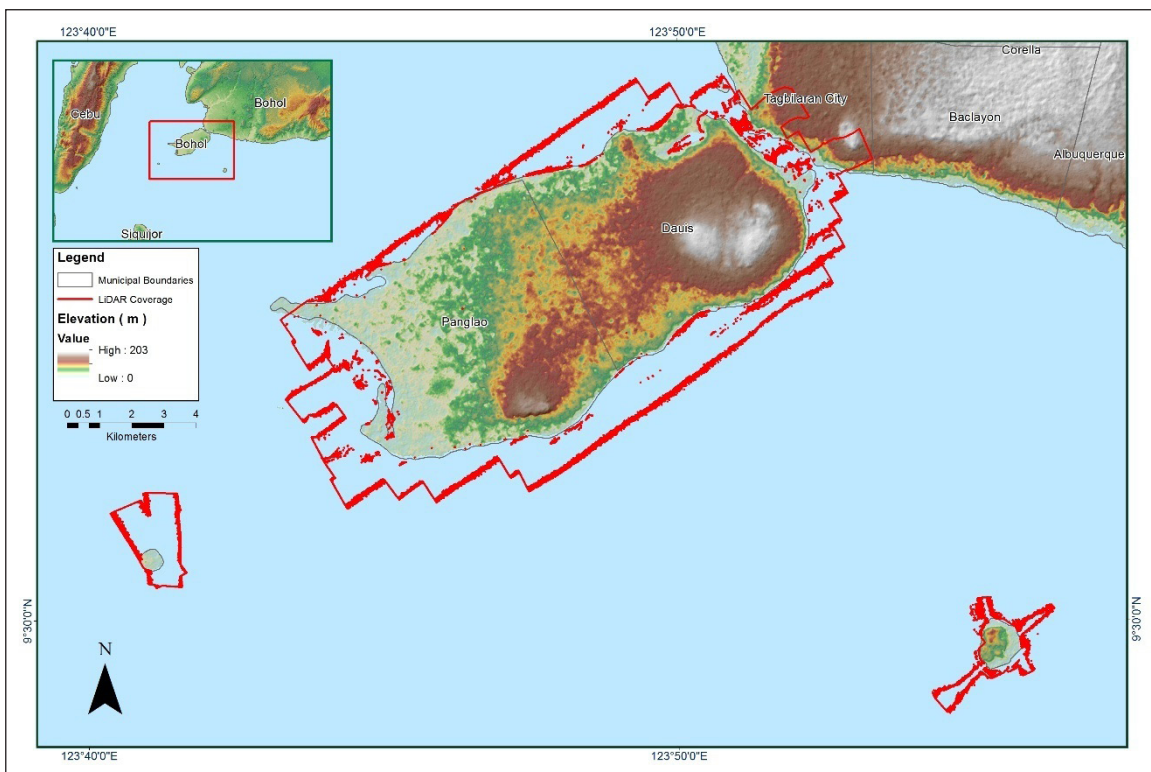 123°40'0"E
123°50'0"E
Corella
Tagbilaran City
Baclayon
Albuquerque
Cebu
Bohol
Bohol
Siquijor
Dauis
Panglao
Legend
Municipal Boundaries
LiDAR Coverage
Elevation ( m )
Value
High : 203
Low : 0
0 0.5 1 2 3 4
Kilometers
9°30'0"N
9°30'0"N
N
123°40'0"E
123°50'0"E